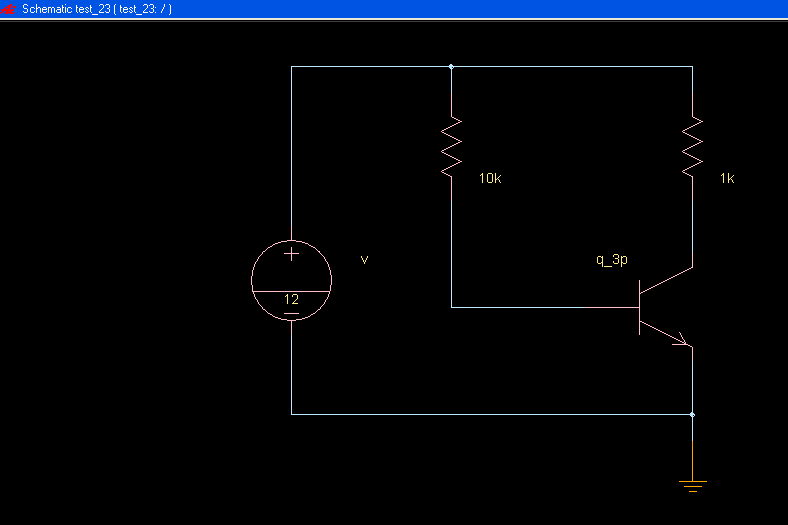 Schematic test_23 ( test_23: / )
10k
1k
v
q_3p
+
12